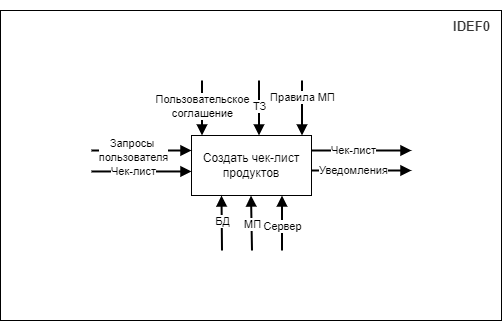 IDEF0
Пользовательское
соглашение
ТЗ
Правила МП
Запросы
пользователя
Чек-лист
Создать чек-лист
продуктов
Чек-лист
Уведомления
БД
МП
Сервер